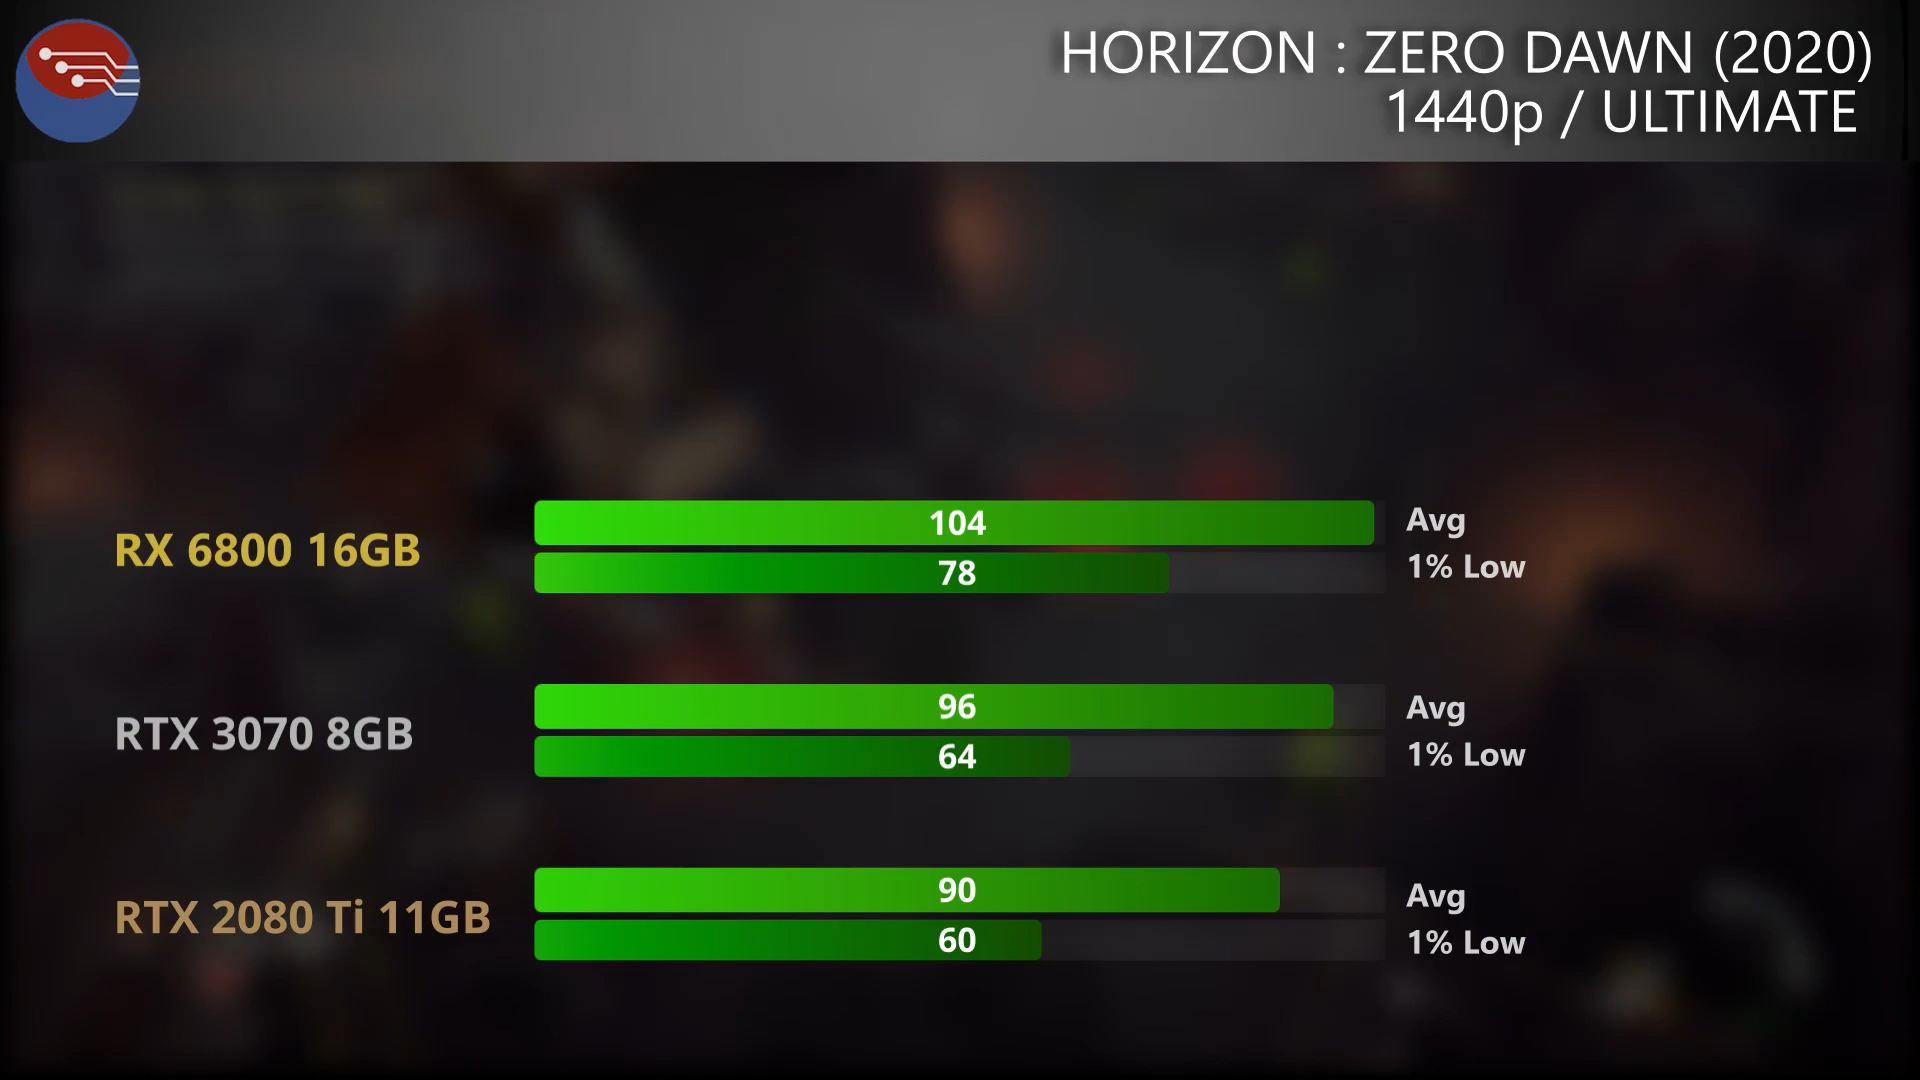 HORIZON : ZERO DAWN (2020)
1440p / ULTIMATE
RX 6800 16GB
104
Avg
78
1% Low
RTX 3070 8GB
96
Avg
64
1% Low
RTX 2080 Ti 11GB
90
Avg
60
1% Low